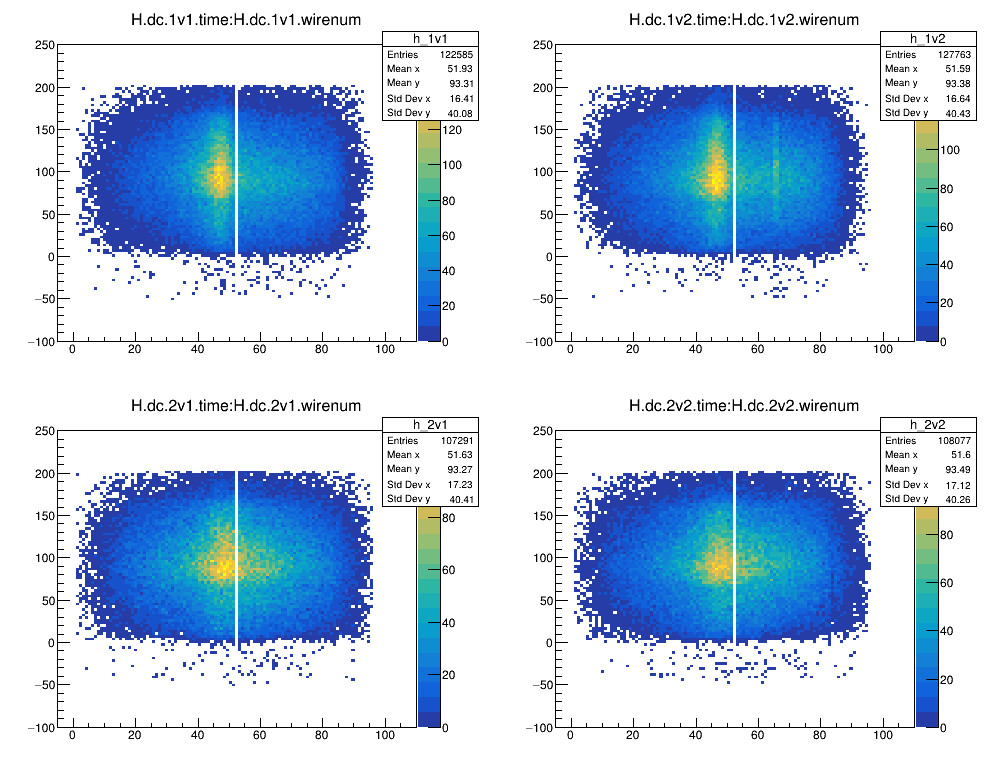 H.dc.1v1.time:H.dc.1v1.wirenum
h_1v1
Entries 122585
Mean x 51.93
Mean y 93.31
Std Dev x 16.41
Std Dev y 40.08
250
200
150
100
50
0
−50
−100
0 20 40 60 80 100
120
100
80
60
40
20
0
H.dc.1v2.time:H.dc.1v2.wirenum
h_1v2
Entries 127763
Mean x 51.59
Mean y 93.38
Std Dev x 16.64
Std Dev y 40.43
250
200
150
100
50
0
−50
−100
0 20 40 60 80 100
100
80
60
40
20
0
H.dc.2v1.time:H.dc.2v1.wirenum
h_2v1
Entries 107291
Mean x 51.63
Mean y 93.27
Std Dev x 17.23
Std Dev y 40.41
250
200
150
100
50
0
−50
−100
0 20 40 60 80 100
80
60
40
20
0
H.dc.2v2.time:H.dc.2v2.wirenum
h_2v2
Entries 108077
Mean x 51.6
Mean y 93.49
Std Dev x 17.12
Std Dev y 40.26
250
200
150
100
50
0
−50
−100
0 20 40 60 80 100
80
60
40
20
0